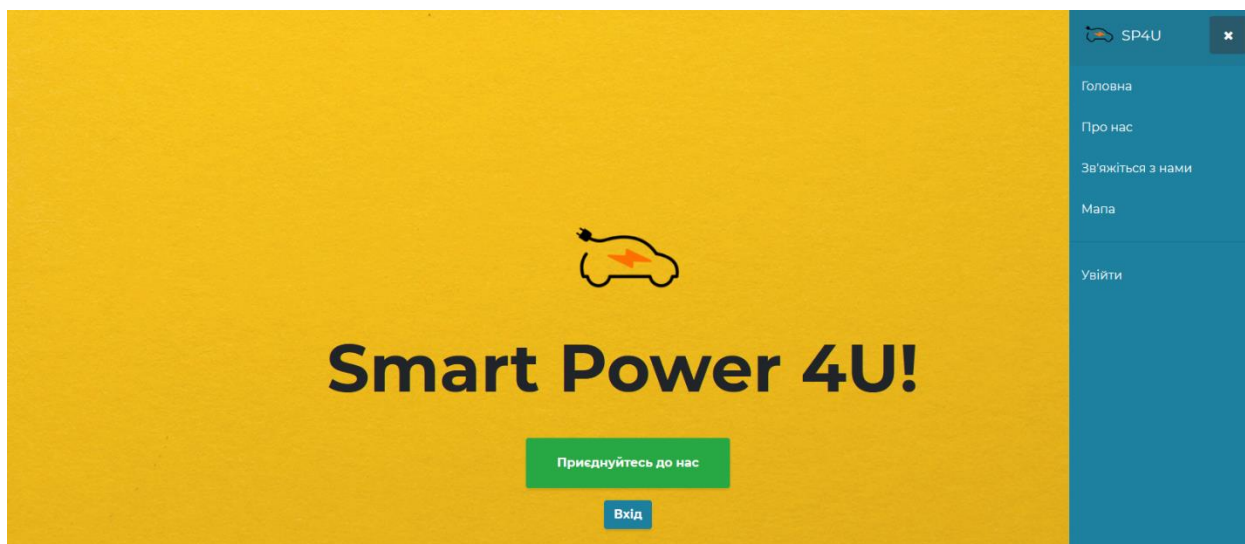 SP4U
Головна
Про нас
Зв'яжіться з нами
Мапа
Увійти
Smart Power 4U!
Приєднуйтесь до нас
Вхід